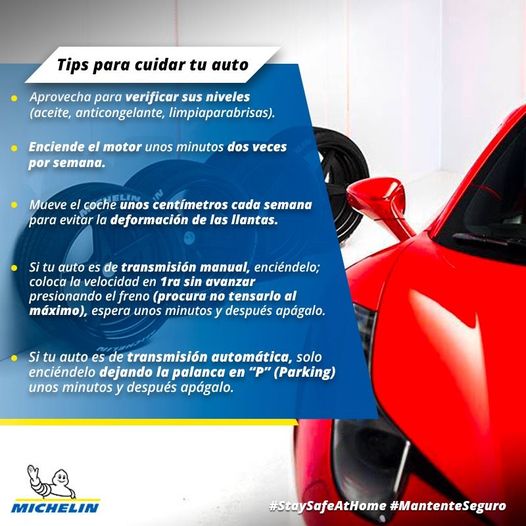 Tips para cuidar tu auto
Aprovecha para verificar sus niveles
(aceite, anticongelante, limpiaparabrisas).
Enciende el motor unos minutos dos veces
por semana.
Mueve el coche unos centímetros cada semana
para evitar la deformación de las llantas.
Si tu auto es de transmisión manual, enciéndelo;
coloca la velocidad en 1ra sin avanzar
presionando el freno (procura no tensarlo al
máximo), espera unos minutos y después apágalo.
Si tu auto es de transmisión automática, solo
enciéndelo dejando la palanca en “P” (Parking)
unos minutos y después apágalo.
MICHELIN
MICHELIN
#StaySafeAtHome #MantenteSeguro